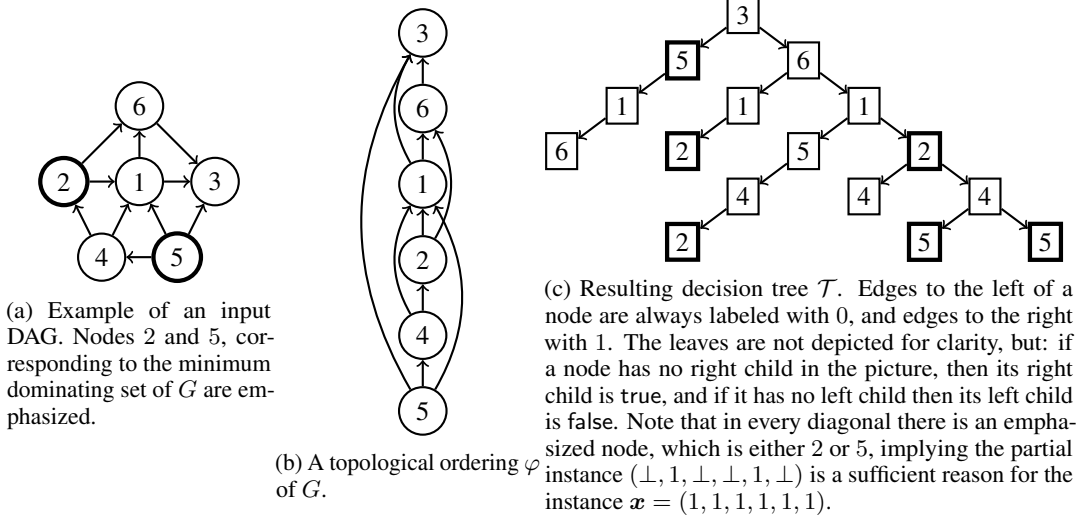 6
2
1
3
4
5
(a) Example of an input
DAG. Nodes 2 and 5, cor-
responding to the minimum
dominating set of G are em-
phasized.
3
6
1
2
4
5
(b) A topological ordering φ
of G.
3
5
6
1
1
1
6
2
5
2
4
4
4
2
5
5
(c) Resulting decision tree 𝒯. Edges to the left of a
node are always labeled with 0, and edges to the right
with 1. The leaves are not depicted for clarity, but: if
a node has no right child in the picture, then its right
child is true, and if it has no left child then its left child
is false. Note that in every diagonal there is an empha-
sized node, which is either 2 or 5, implying the partial
instance (⊥, 1, ⊥, ⊥, 1, ⊥) is a sufficient reason for the
instance x = (1, 1, 1, 1, 1, 1).